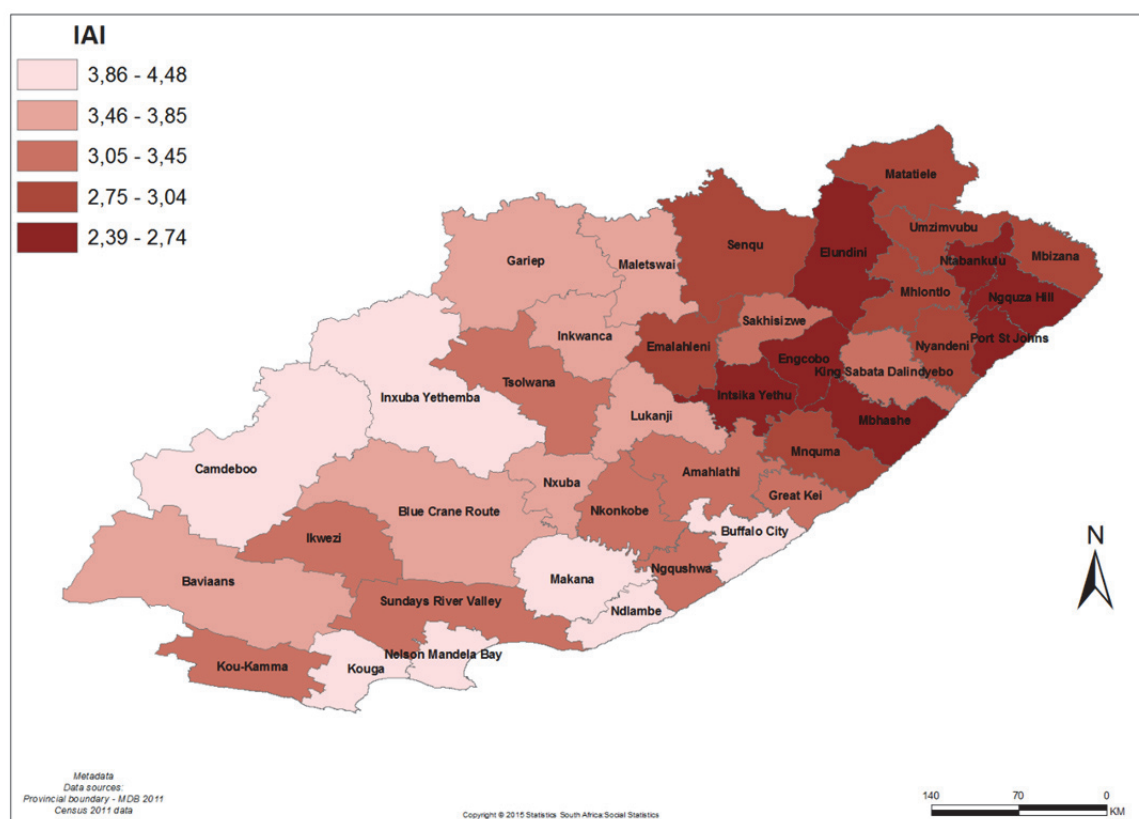 IAI
3,86 - 4,48
3,46 - 3,85
3,05 - 3,45
2,75 - 3,04
2,39 - 2,74
Matatiele
Umzimvubu
Senqu
Elundini
Ntabankulu
Mbizana
Gariep
Maletswai
Mhlontlo
Ngquza Hill
Sakhisizwe
Inkwanca
Emalahleni
Nyandeni
Port St Johns
Engcobo
King Sabata Dalindyebo
Tsolwana
Intsika Yethu
Inxuba Yethemba
Lukanji
Mbhashe
Mnquma
Camdeboo
Amahlathi
Nxuba
Great Kei
Nkonkobe
Blue Crane Route
Buffalo City
Ikwezi
Ngqushwa
Makana
Baviaans
Sundays River Valley
Ndlambe
Nelson Mandela Bay
Kou-Kamma
Kouga
N
Metadata
Data sources:
Provincial boundary - MDB 2011
Census 2011 data
Copyright © 2015 Statistics South Africa:Social Statistics
140 70 0
KM